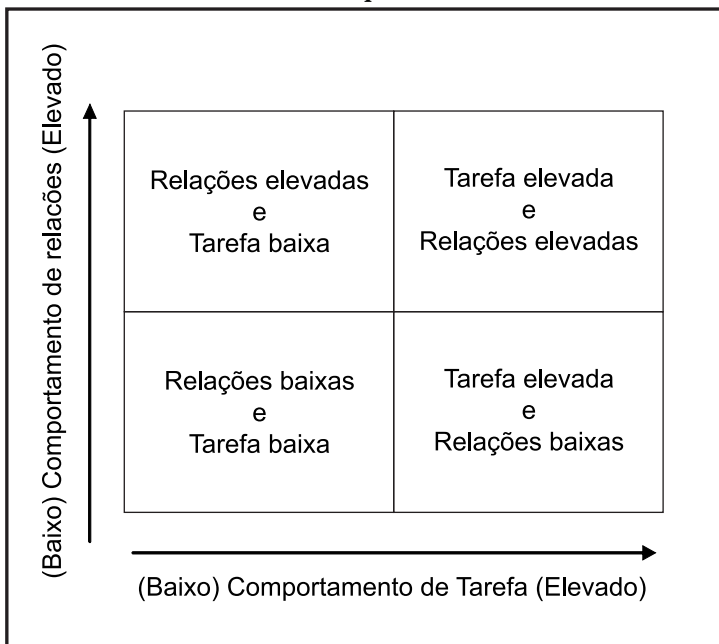 (Baixo) Comportamento de relacões (Elevado)
Relações elevadas
e
Tarefa baixa
Tarefa elevada
e
Relações elevadas
Relações baixas
e
Tarefa baixa
Tarefa elevada
e
Relações baixas
(Baixo) Comportamento de Tarefa (Elevado)